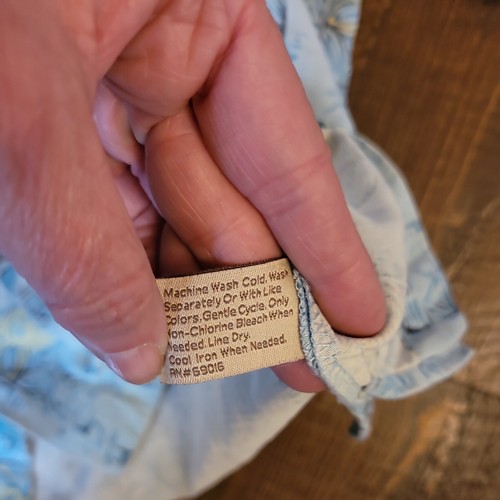 Machine Wash Cold. Wash
Separately Or With Like
Colors. Gentle Cycle. Only
Non-Chlorine Bleach When
Needed. Line Dry.
Cool Iron When Needed.
RN#69016